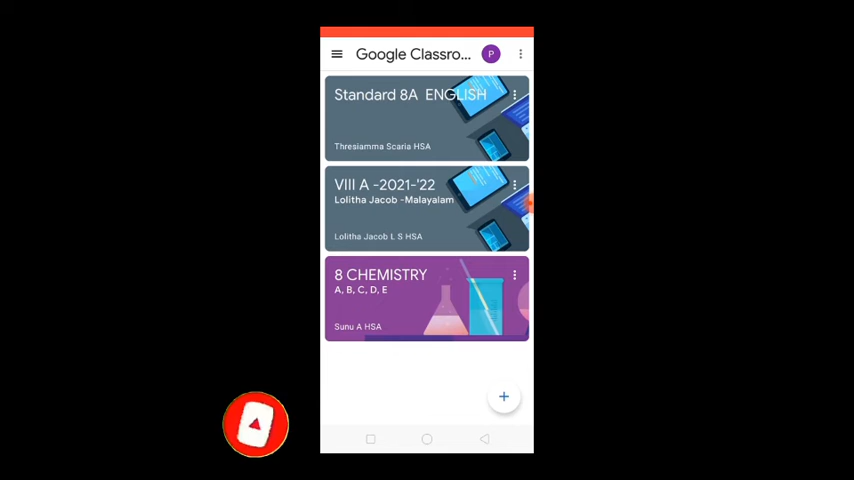 Google Classro...
P
Standard 8A ENGLISH
Thresiamma Scaria HSA
VIII A -2021-'22
Lolitha Jacob -Malayalam
Lolitha Jacob L S HSA
8 CHEMISTRY
A, B, C, D, E
Sunu A HSA